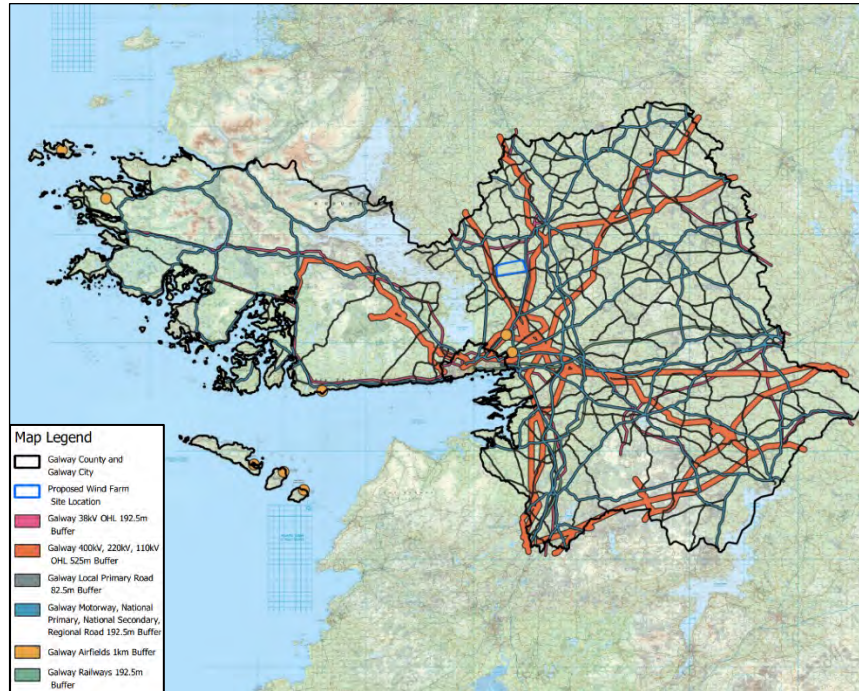 Map Legend
Galway County and
Galway City
Proposed Wind Farm
Site Location
Galway 38kV OHL 192.5m
Buffer
Galway 400kV, 220kV, 110kV
OHL 525m Buffer
Galway Local Primary Road
82.5m Buffer
Galway Motorway, National
Primary, National Secondary,
Regional Road 192.5m Buffer
Galway Airfields 1km Buffer
Galway Railways 192.5m
Buffer